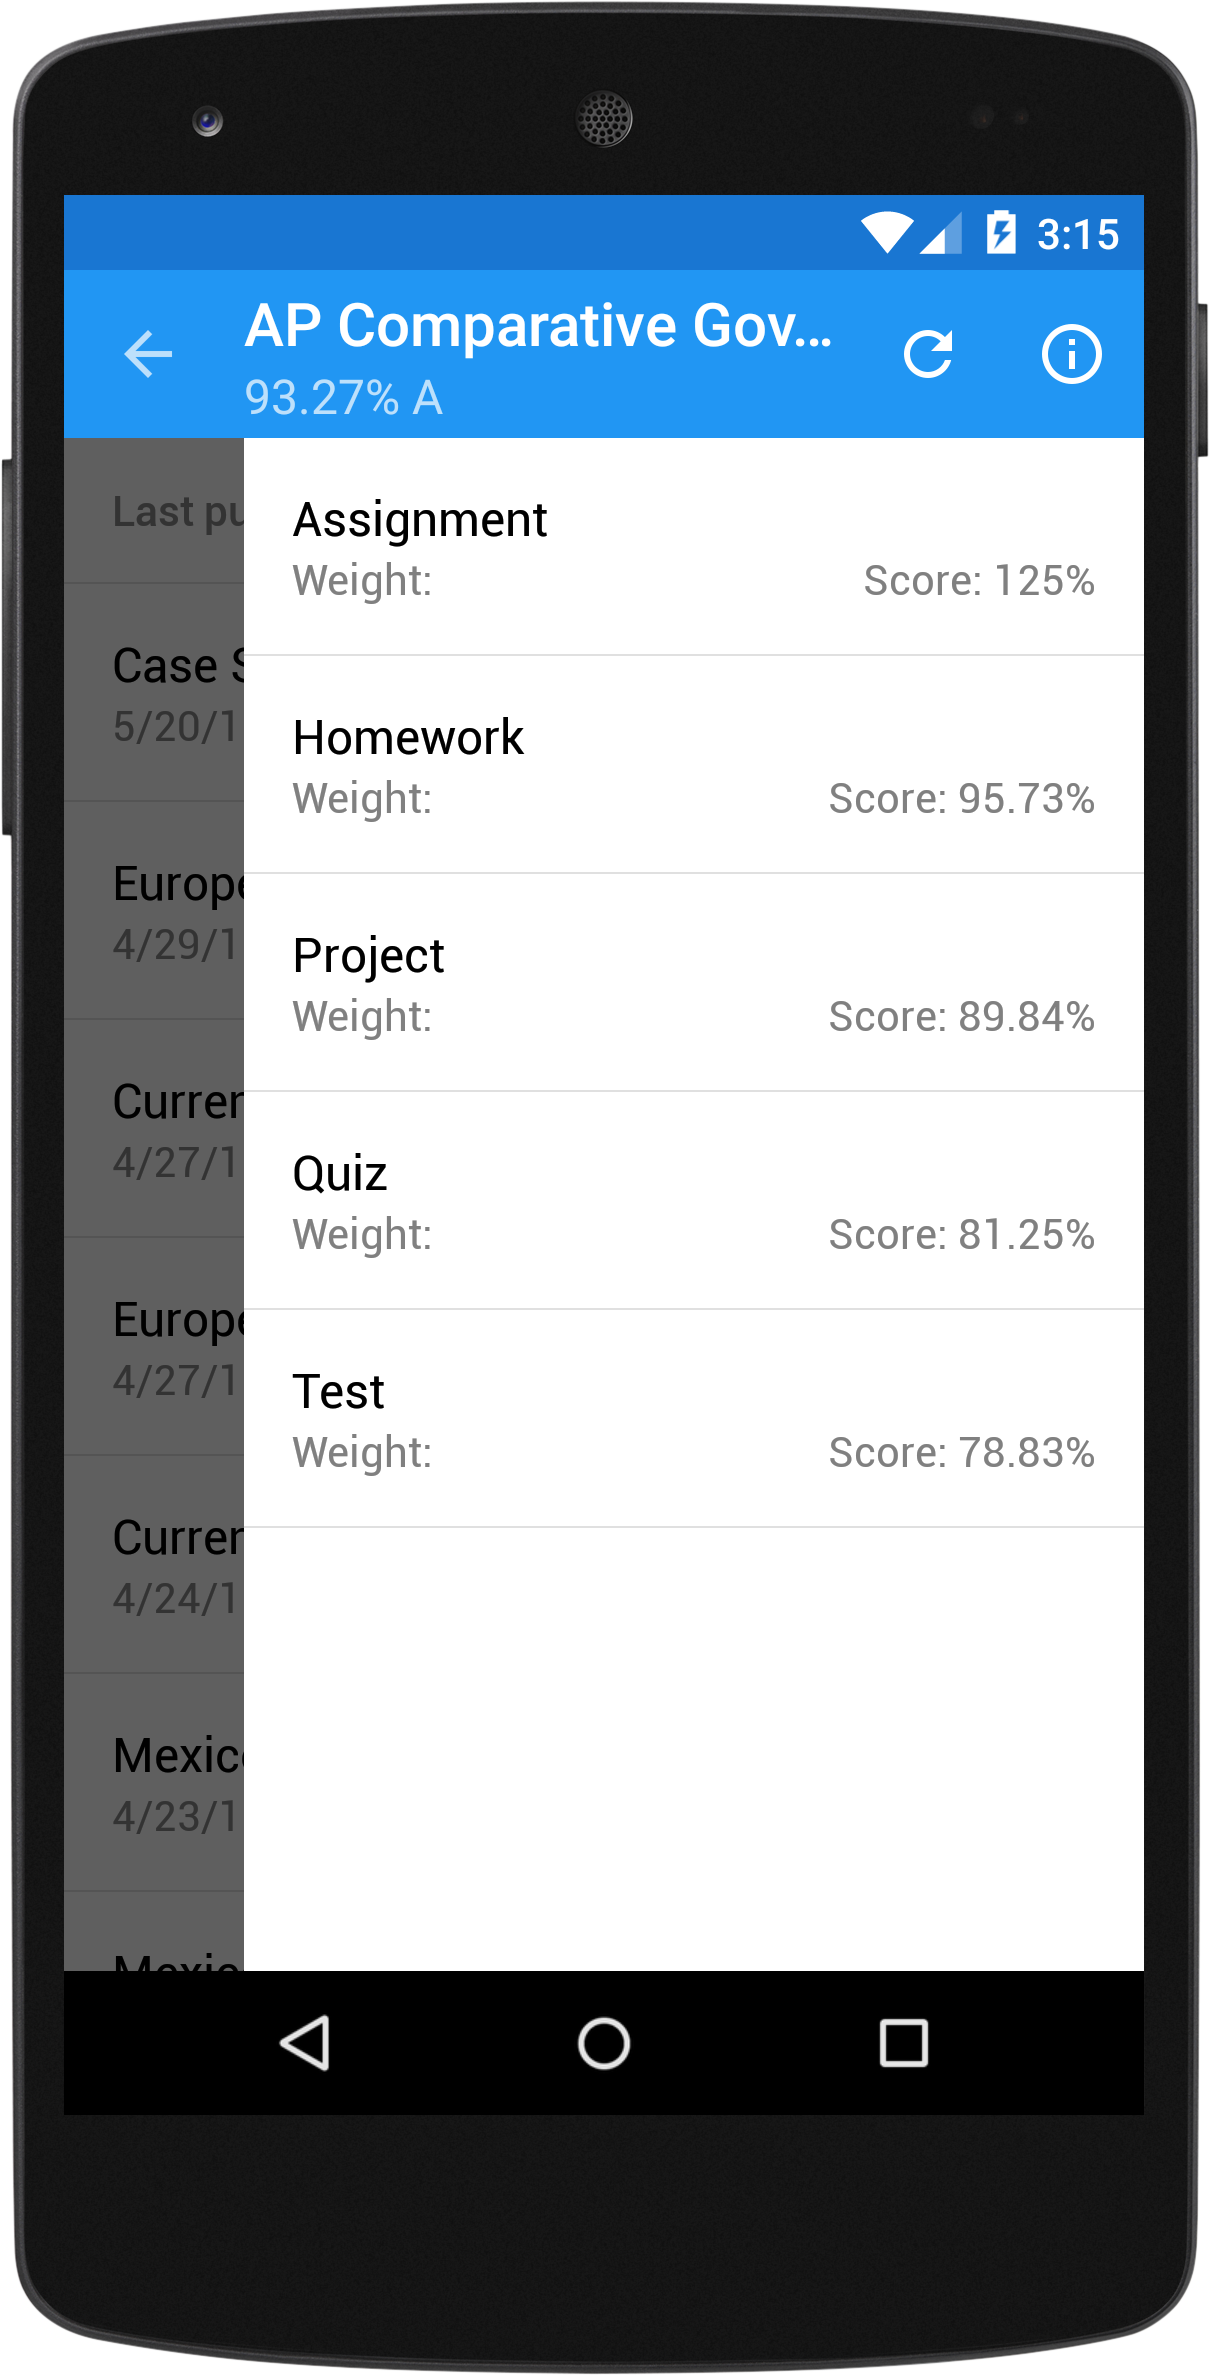 3:15
AP Comparative Gov...
93.27% A
Last pu
Case S
5/20/1
Europe
4/29/1
Curren
4/27/1
Europe
4/27/1
Curren
4/24/1
Mexico
4/23/1
Mexic
Assignment
Weight: Score: 125%
Homework
Weight: Score: 95.73%
Project
Weight: Score: 89.84%
Quiz
Weight: Score: 81.25%
Test
Weight: Score: 78.83%